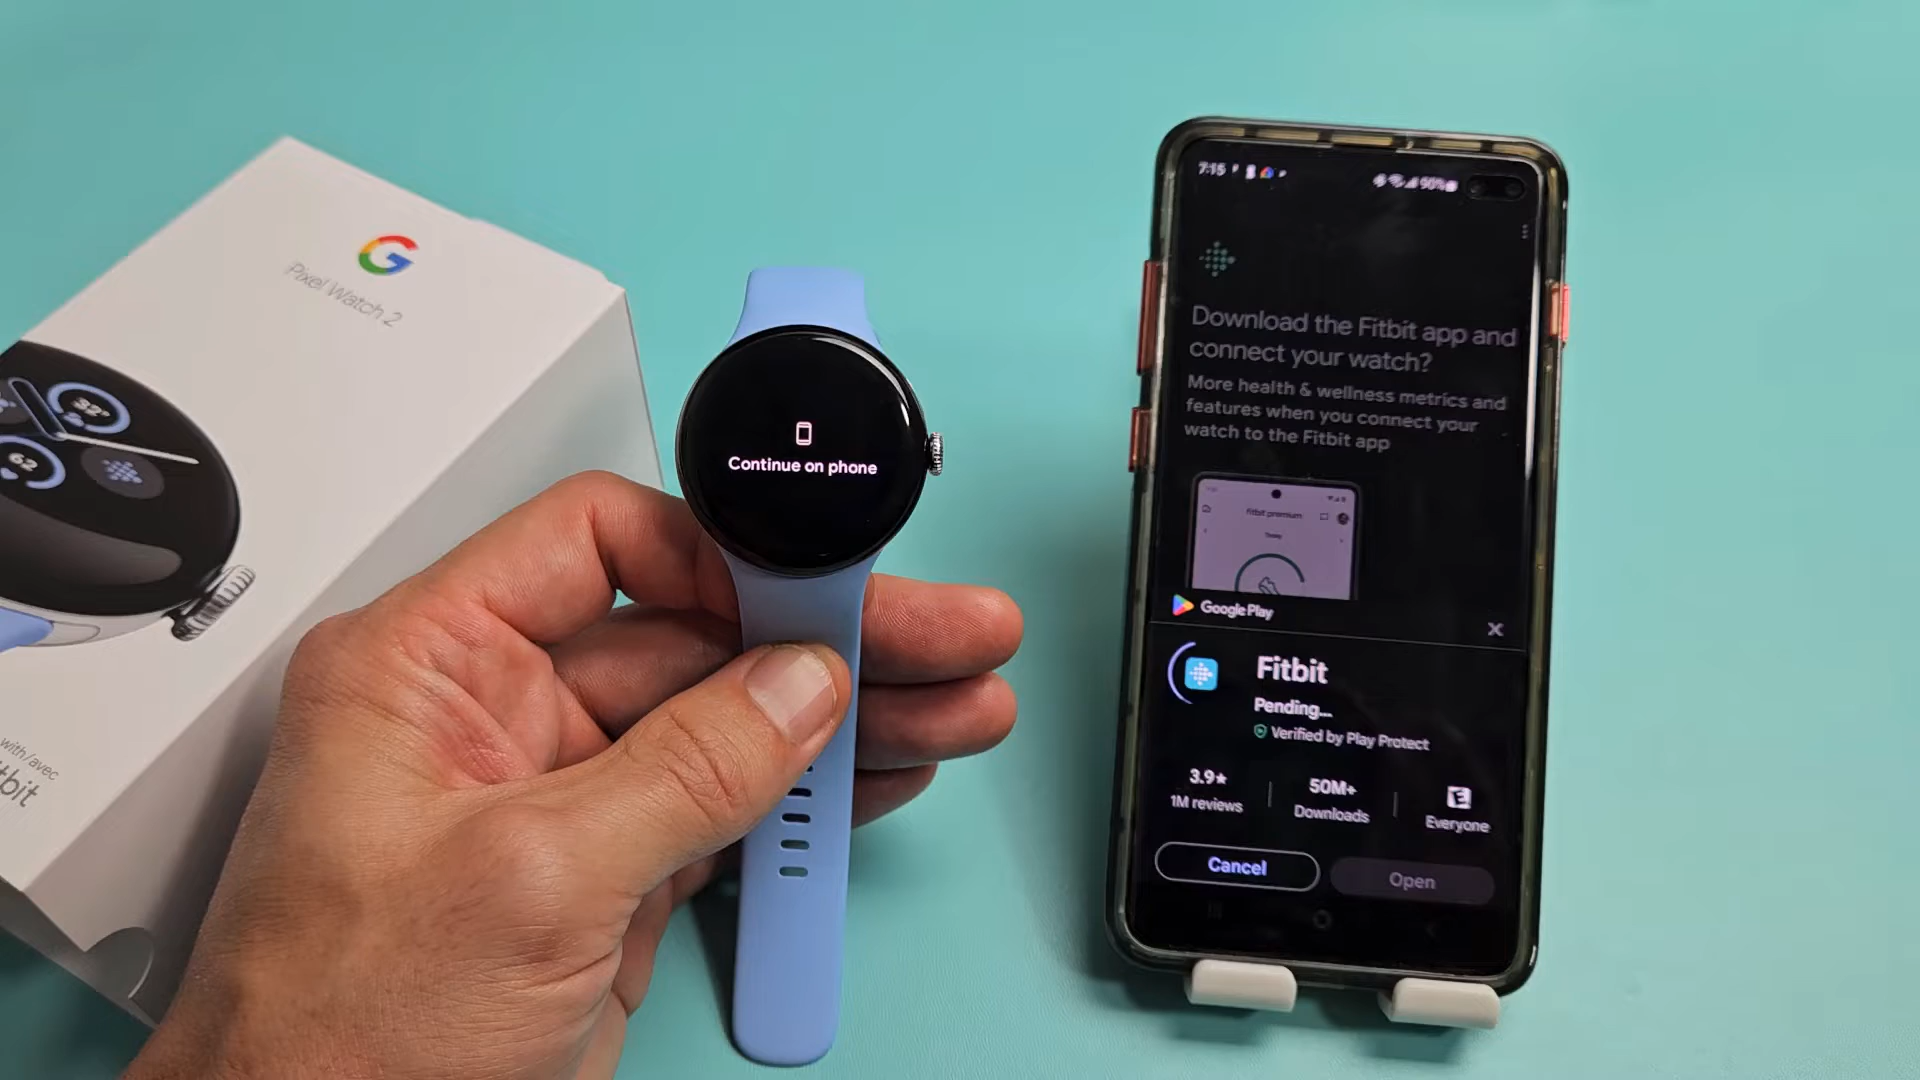 G
Pixel Watch 2
32°
62
with/avec
tbit
Continue on phone
7:15
90%
Download the Fitbit app and
connect your watch?
More health & wellness metrics and
features when you connect your
watch to the Fitbit app
fitbit premium
Today
Google Play
Fitbit
Pending...
Verified by Play Protect
3.9★
1M reviews
50M+
Downloads
E
Everyone
Cancel
Open